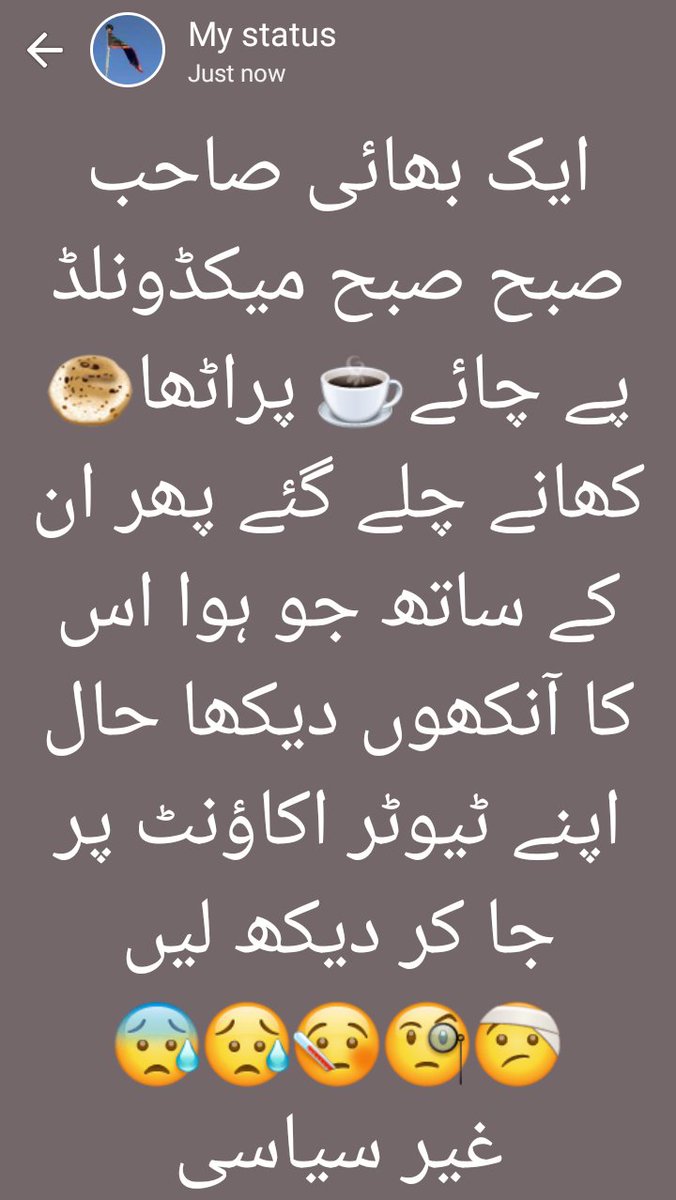 My status
Just now
ایک بھائی صاحب
صبح صبح میکڈونلڈ
پے چائے☕ پراٹھا🫓
کھانے چلے گئے پھر ان
کے ساتھ جو ہوا اس
کا آنکھوں دیکھا حال
اپنے ٹیوٹر اکاؤنٹ پر
جا کر دیکھ لیں
🤕🧐🤒😥😰
غیر سیاسی